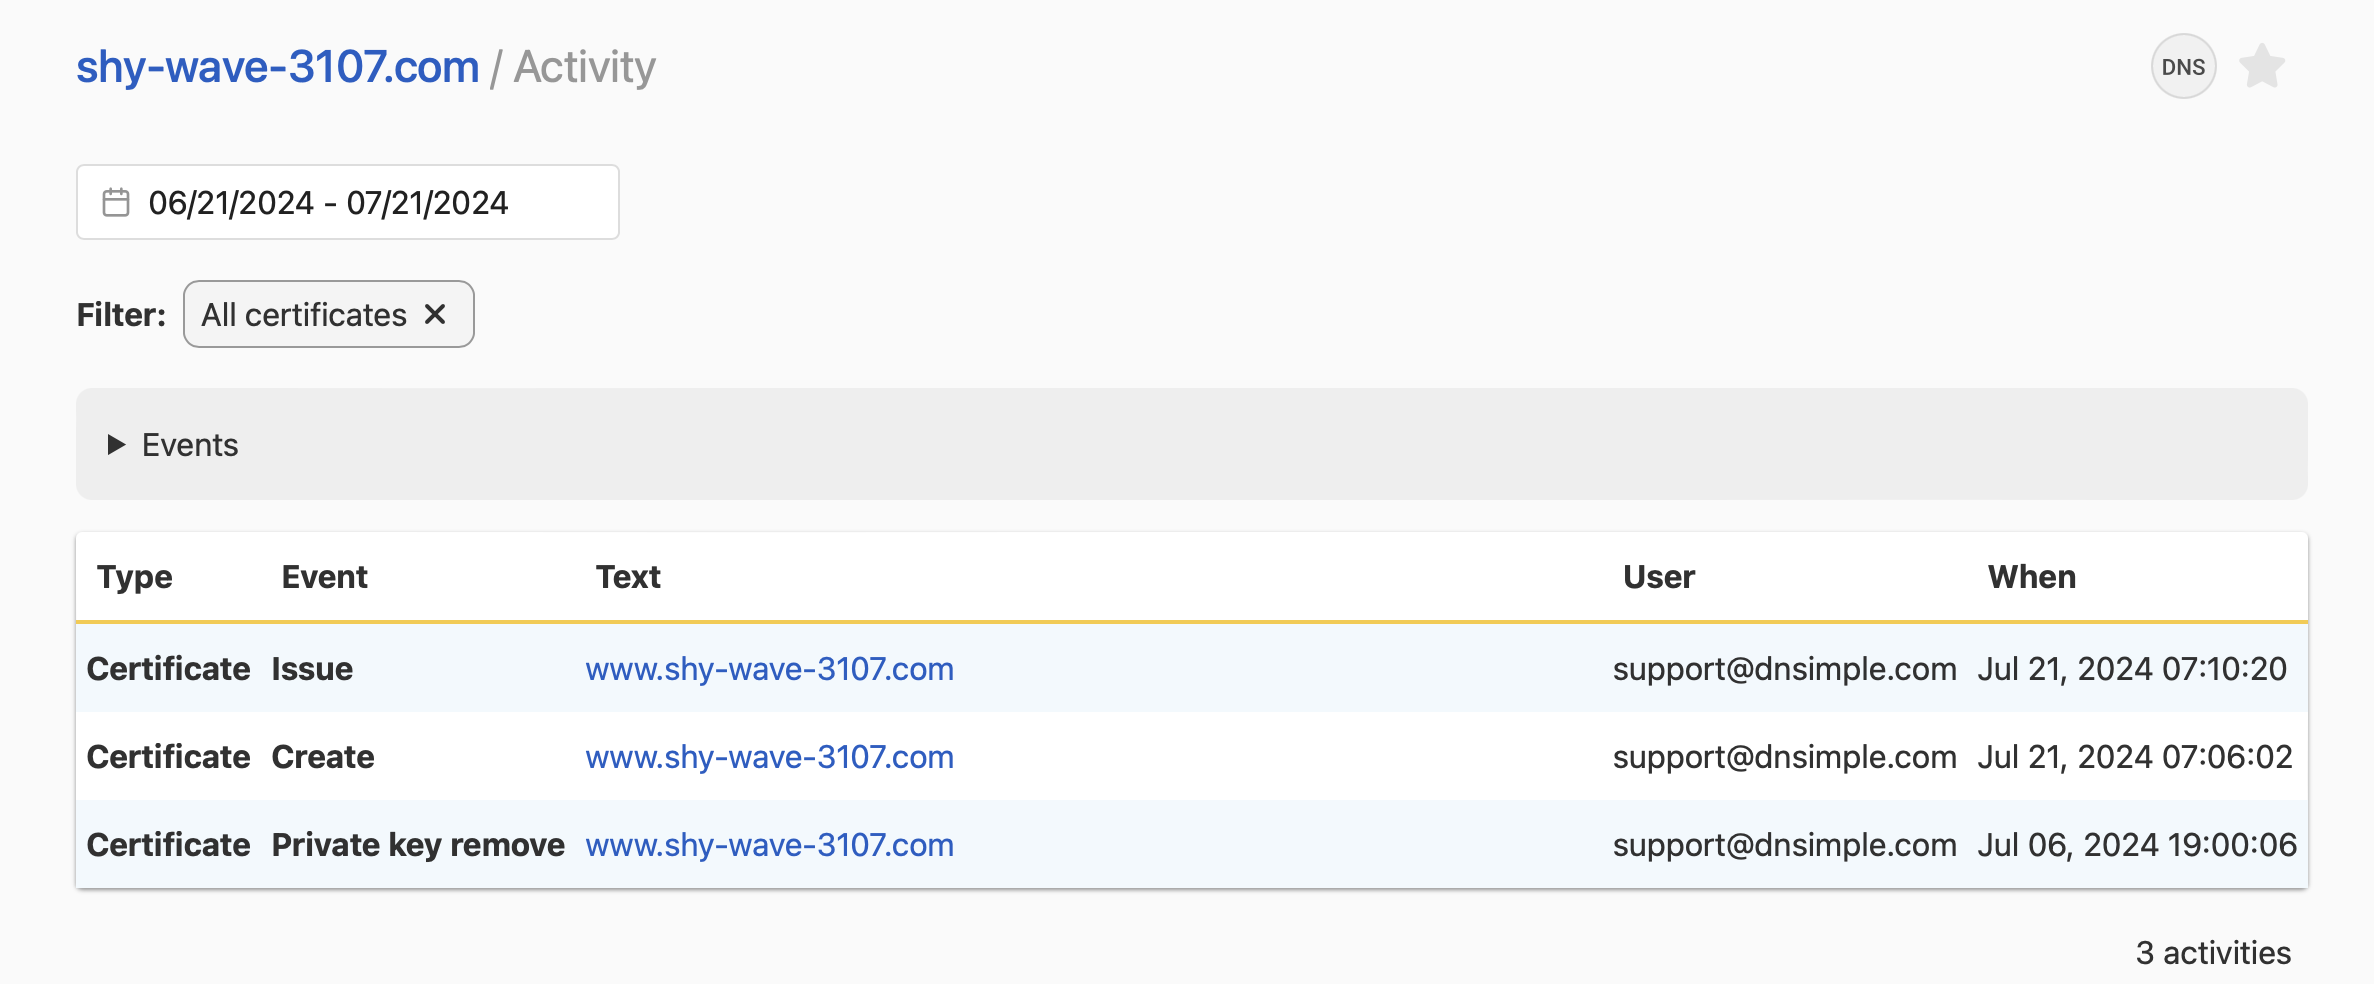 shy-wave-3107.com / Activity
DNS
06/21/2024 - 07/21/2024
Filter: All certificates ✕
▶ Events
Type Event Text User When
Certificate Issue www.shy-wave-3107.com support@dnsimple.com Jul 21, 2024 07:10:20
Certificate Create www.shy-wave-3107.com support@dnsimple.com Jul 21, 2024 07:06:02
Certificate Private key remove www.shy-wave-3107.com support@dnsimple.com Jul 06, 2024 19:00:06
3 activities